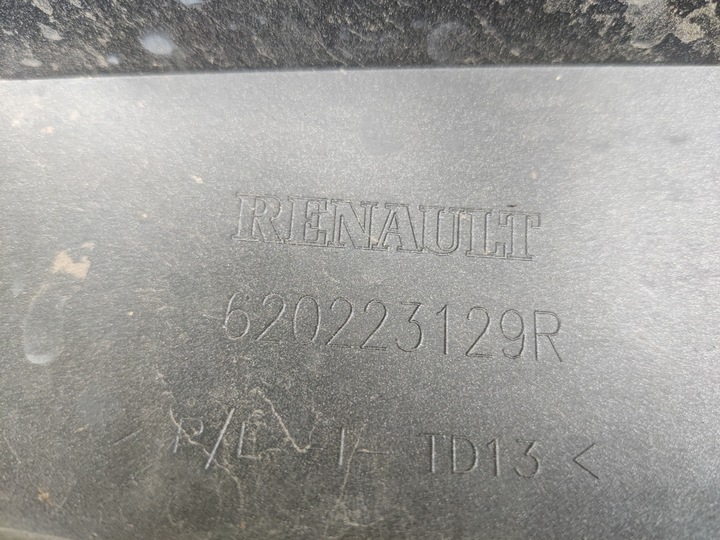 RENAULT
620223129R
TD13 <